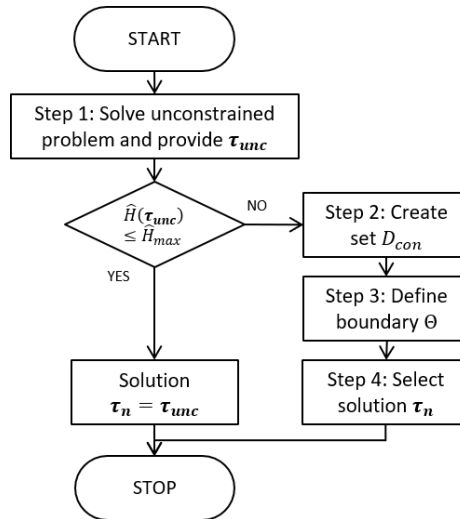 START
Step 1: Solve unconstrained
problem and provide τ_unc
Ĥ(τ_unc)
≤ Ĥ_max
NO
YES
Step 2: Create
set D_con
Step 3: Define
boundary Θ
Solution
τ_n = τ_unc
Step 4: Select
solution τ_n
STOP